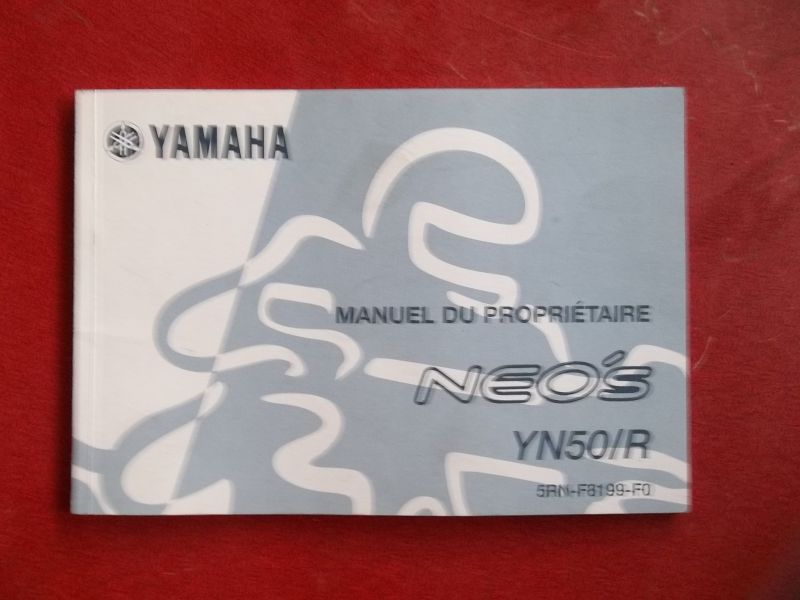 YAMAHA
MANUEL DU PROPRIÉTAIRE
NEO's
YN50/R
5RN-F8199-F0